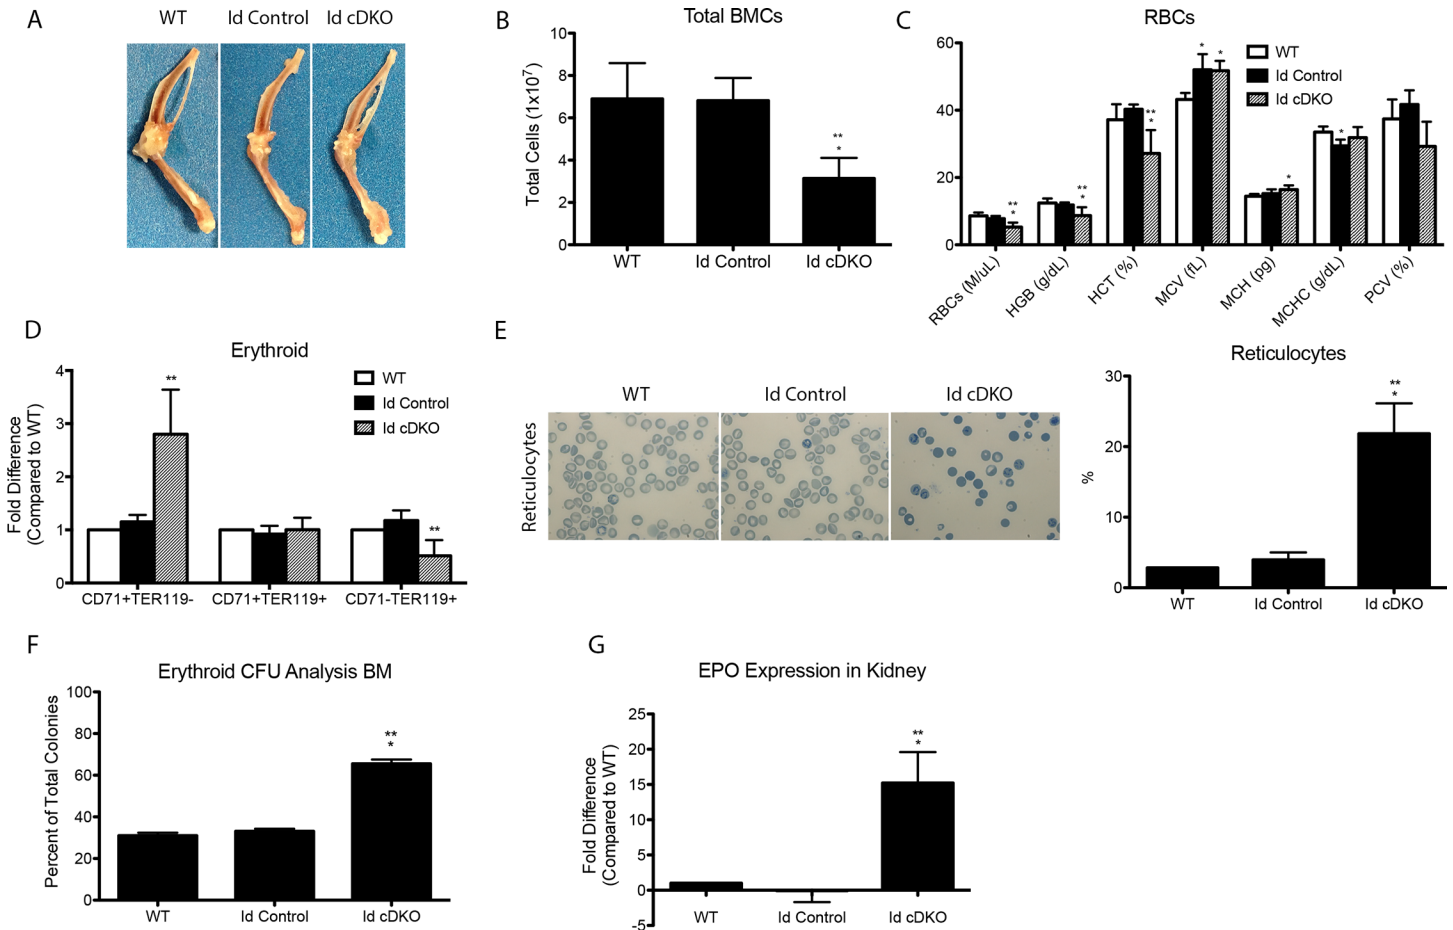 A
WT Id Control Id cDKO
B
Total BMCs
Total Cells (1x10⁷)
10
8
6
4
2
0
**
*
WT Id Control Id cDKO
C
RBCs
60
40
20
0
WT
Id Control
Id cDKO
**
*
**
*
**
*
*
*
*
*
RBCs (M/uL) HGB (g/dL) HCT (%) MCV (fL) MCH (pg) MCHC (g/dL) PCV (%)
D
Erythroid
Fold Difference
(Compared to WT)
4
3
2
1
0
WT
Id Control
Id cDKO
**
**
CD71+TER119- CD71+TER119+ CD71-TER119+
E
WT Id Control Id cDKO
Reticulocytes
Reticulocytes
%
30
20
10
0
**
*
WT Id Control Id cDKO
F
Erythroid CFU Analysis BM
Percent of Total Colonies
100
80
60
40
20
0
**
*
WT Id Control Id cDKO
G
EPO Expression in Kidney
Fold Difference
(Compared to WT)
25
20
15
10
5
0
-5
**
*
WT Id Control Id cDKO